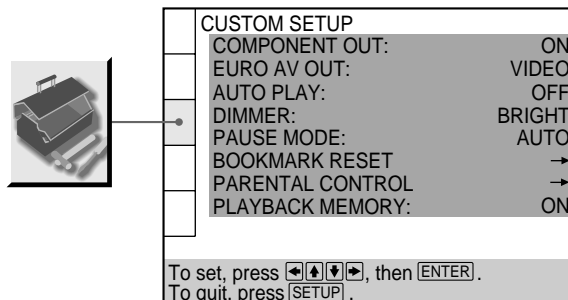 CUSTOM SETUP
COMPONENT OUT: ON
EURO AV OUT: VIDEO
AUTO PLAY: OFF
DIMMER: BRIGHT
PAUSE MODE: AUTO
BOOKMARK RESET →
PARENTAL CONTROL →
PLAYBACK MEMORY: ON
To set, press ←↑↓→, then ENTER.
To quit, press SETUP.